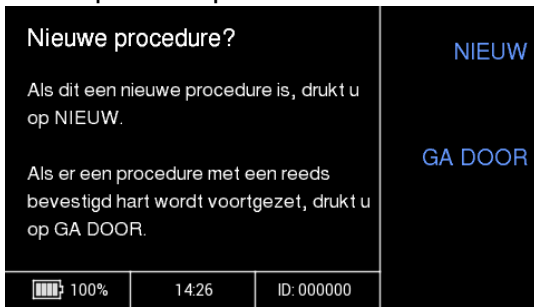 Nieuwe procedure?
NIEUW
Als dit een nieuwe procedure is, drukt u
op NIEUW.
GA DOOR
Als er een procedure met een reeds
bevestigd hart wordt voortgezet, drukt u
op GA DOOR.
100%
14:26
ID: 000000